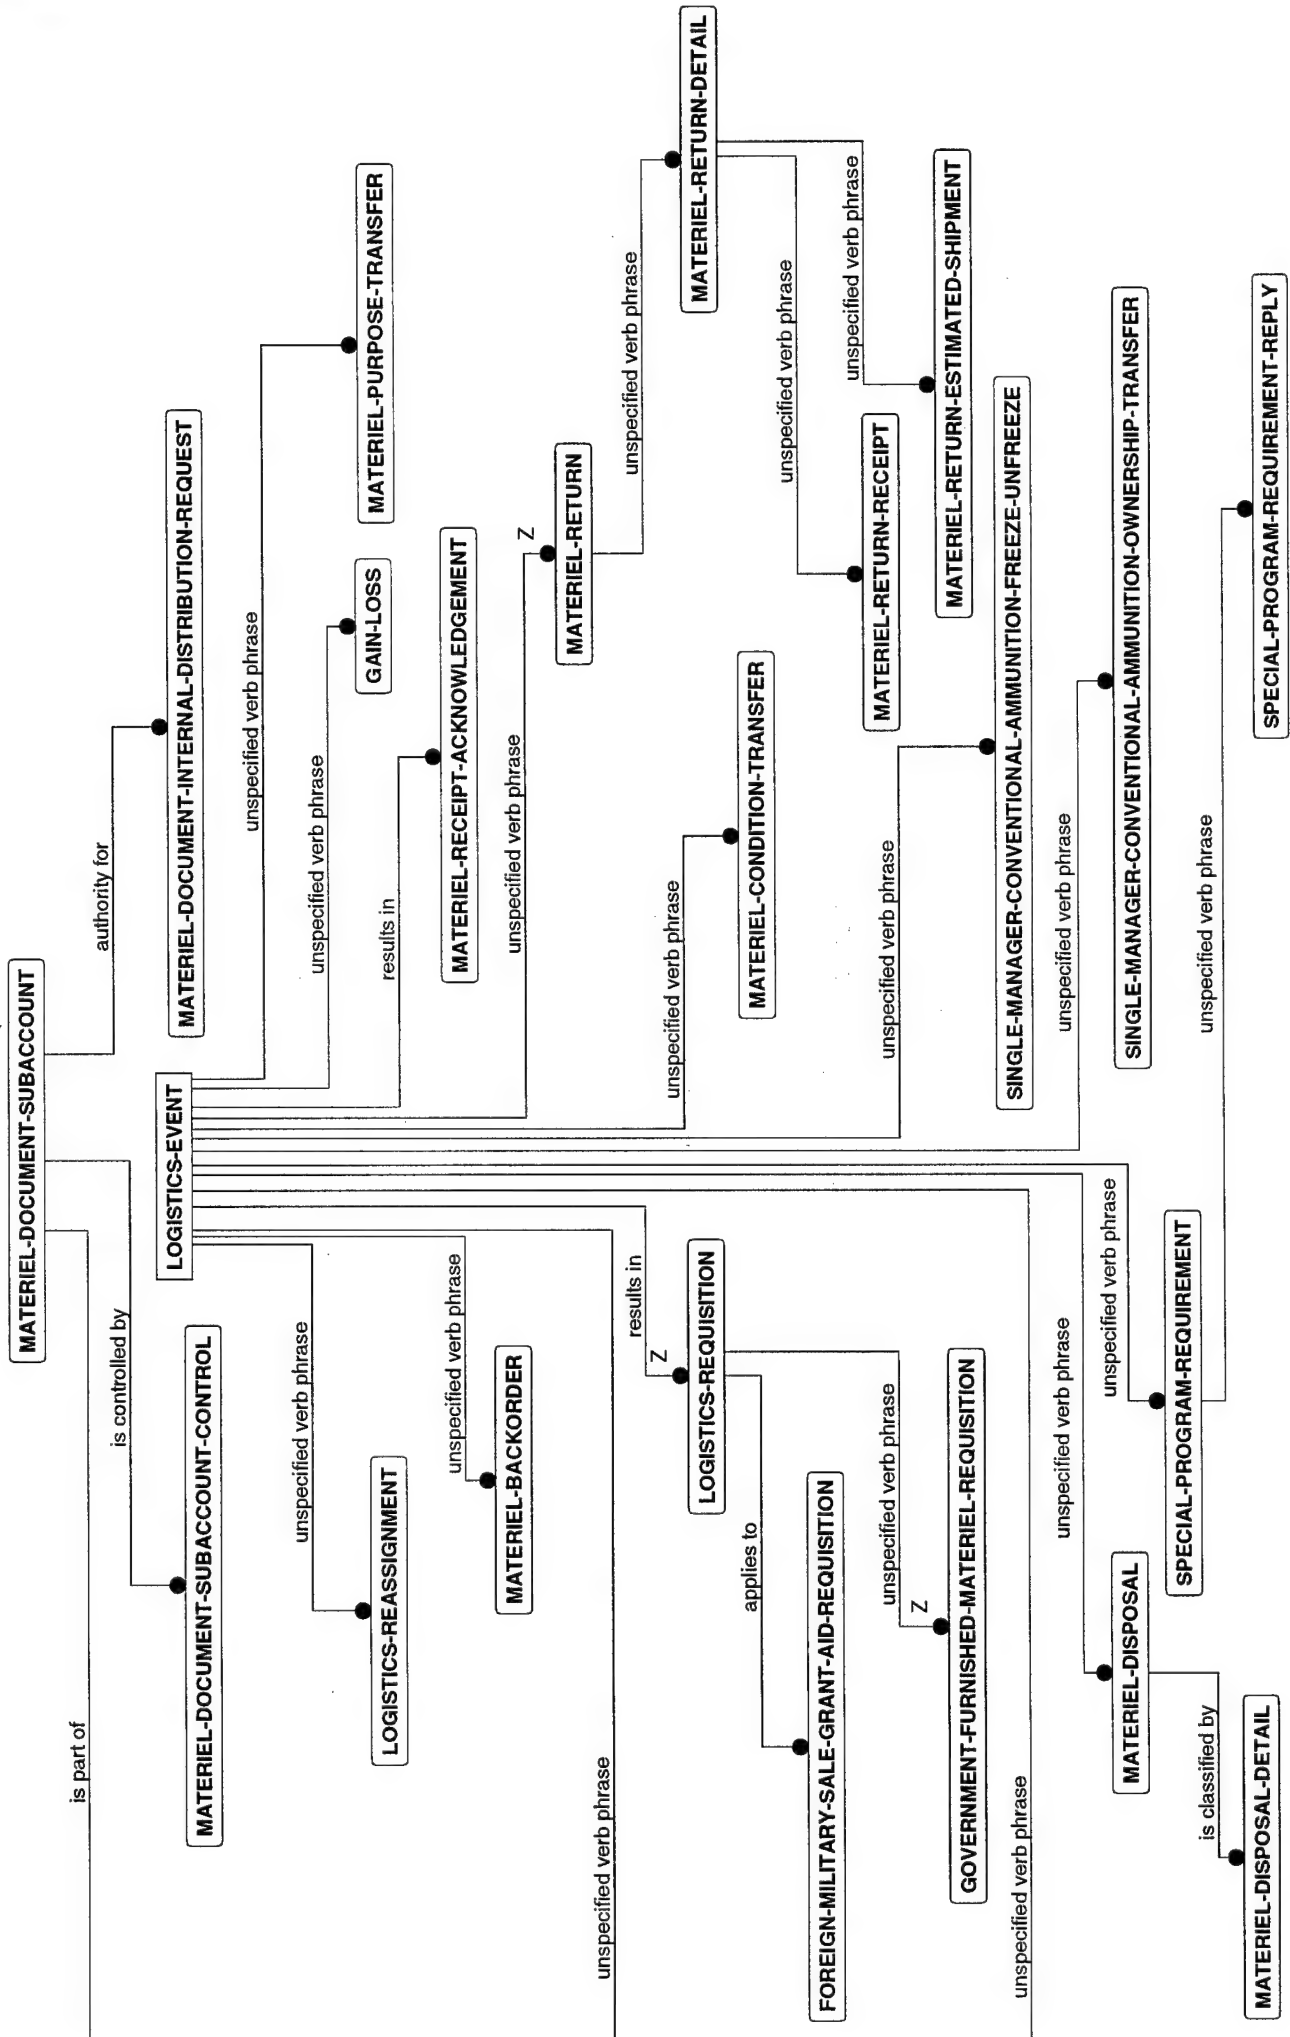 MATERIEL-DOCUMENT-SUBACCOUNT
is part of
is controlled by
authority for
MATERIEL-DOCUMENT-SUBACCOUNT-CONTROL
LOGISTICS-EVENT
MATERIEL-DOCUMENT-INTERNAL-DISTRIBUTION-REQUEST
unspecified verb phrase
LOGISTICS-REASSIGNMENT
unspecified verb phrase
MATERIEL-PURPOSE-TRANSFER
unspecified verb phrase
GAIN-LOSS
results in
MATERIEL-RECEIPT-ACKNOWLEDGEMENT
unspecified verb phrase
MATERIEL-BACKORDER
unspecified verb phrase
Z
MATERIEL-RETURN
unspecified verb phrase
unspecified verb phrase
MATERIEL-RETURN-DETAIL
results in
Z
LOGISTICS-REQUISITION
unspecified verb phrase
MATERIEL-CONDITION-TRANSFER
applies to
FOREIGN-MILITARY-SALE-GRANT-AID-REQUISITION
unspecified verb phrase
MATERIEL-RETURN-RECEIPT
unspecified verb phrase
MATERIEL-RETURN-ESTIMATED-SHIPMENT
unspecified verb phrase
Z
GOVERNMENT-FURNISHED-MATERIEL-REQUISITION
unspecified verb phrase
SINGLE-MANAGER-CONVENTIONAL-AMMUNITION-FREEZE-UNFREEZE
unspecified verb phrase
unspecified verb phrase
MATERIEL-DISPOSAL
unspecified verb phrase
SPECIAL-PROGRAM-REQUIREMENT
unspecified verb phrase
SINGLE-MANAGER-CONVENTIONAL-AMMUNITION-OWNERSHIP-TRANSFER
is classified by
MATERIEL-DISPOSAL-DETAIL
unspecified verb phrase
SPECIAL-PROGRAM-REQUIREMENT-REPLY